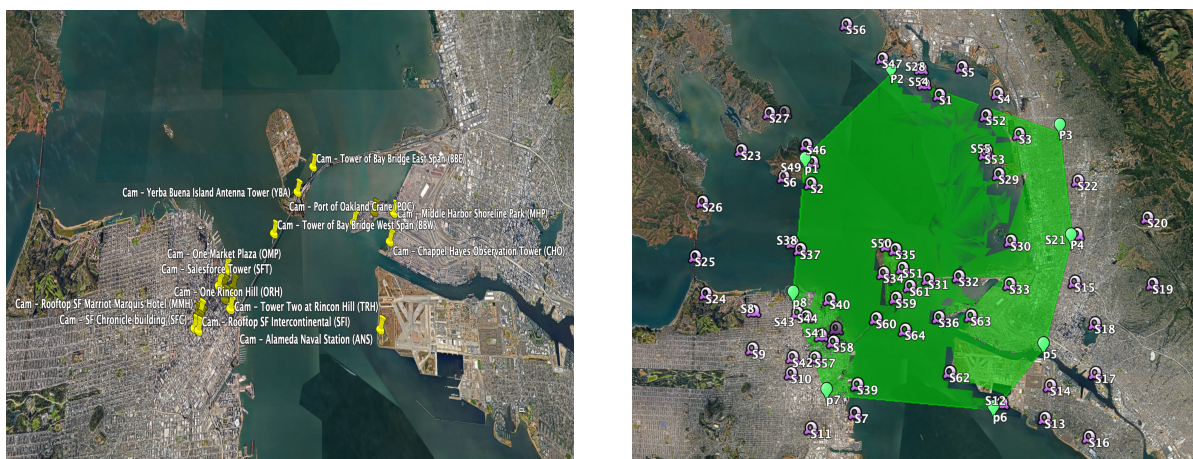 Cam - Tower of Bay Bridge East Span (BBE)
Cam - Yerba Buena Island Antenna Tower (YBA)
Cam - Port of Oakland Crane (POC)
Cam - Middle Harbor Shoreline Park (MHP)
Cam - Tower of Bay Bridge West Span (BBW)
Cam - Chappel Hayes Observation Tower (CHO)
Cam - One Market Plaza (OMP)
Cam - Salesforce Tower (SFT)
Cam - One Rincon Hill (ORH)
Cam - Rooftop SF Marriot Marquis Hotel (MMH)
Cam - Tower Two at Rincon Hill (TRH)
Cam - SF Chronicle building (SFC)
Cam - Rooftop SF Intercontinental (SFI)
Cam - Alameda Naval Station (ANS)
S56
S47
S28
S5
P2
S54
S1
S4
S27
S52
P3
S3
S46
S23
S49
p1
S55
S53
S6
S2
S29
S22
S26
S20
S38
S37
S50
S35
S30
S21
P4
S25
S34
S51
S31
S32
S33
S15
S19
S61
S24
p8
S40
S59
S8
S43
S44
S60
S36
S63
S18
S41
S64
S58
p5
S9
S42
S57
S10
S62
S17
S39
S14
p7
S12
p6
S7
S13
S11
S16